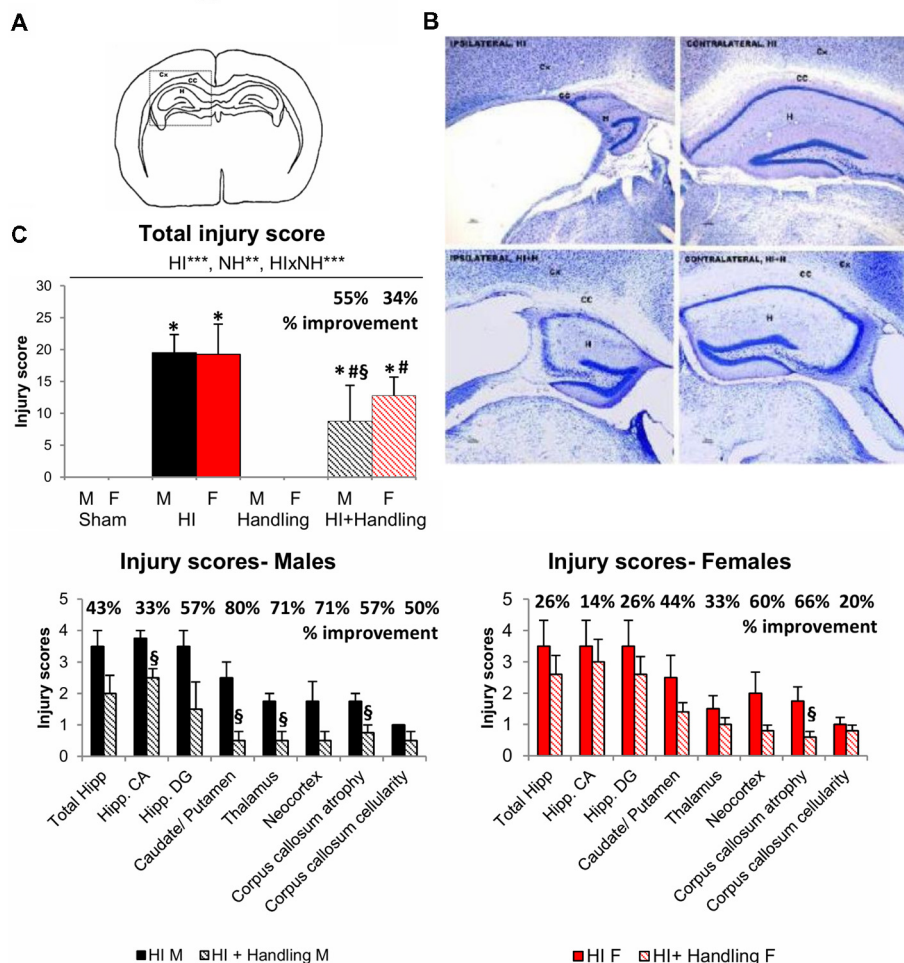 A
Cx
CC
H
B
IPSILATERAL, HI
Cx
CC
H
CONTRALATERAL, HI
CC
H
IPSILATERAL, HI+H
Cx
CC
H
CONTRALATERAL, HI+H
Cx
CC
H
C
Total injury score
HI***, NH**, HIxNH***
55% 34%
% improvement
Injury score
30
25
20
15
10
5
0
* * *#§ *#
M F M F M F M F
Sham HI Handling HI+Handling
Injury scores- Males
43% 33% 57% 80% 71% 71% 57% 50%
% improvement
Injury scores
5
4
3
2
1
0
§ § § §
Total Hipp
Hipp. CA
Hipp. DG
Caudate/ Putamen
Thalamus
Neocortex
Corpus callosum atrophy
Corpus callosum cellularity
HI M HI + Handling M
Injury scores- Females
26% 14% 26% 44% 33% 60% 66% 20%
% improvement
Injury scores
5
4
3
2
1
0
§
Total Hipp
Hipp. CA
Hipp. DG
Caudate/ Putamen
Thalamus
Neocortex
Corpus callosum atrophy
Corpus callosum cellularity
HI F HI+ Handling F